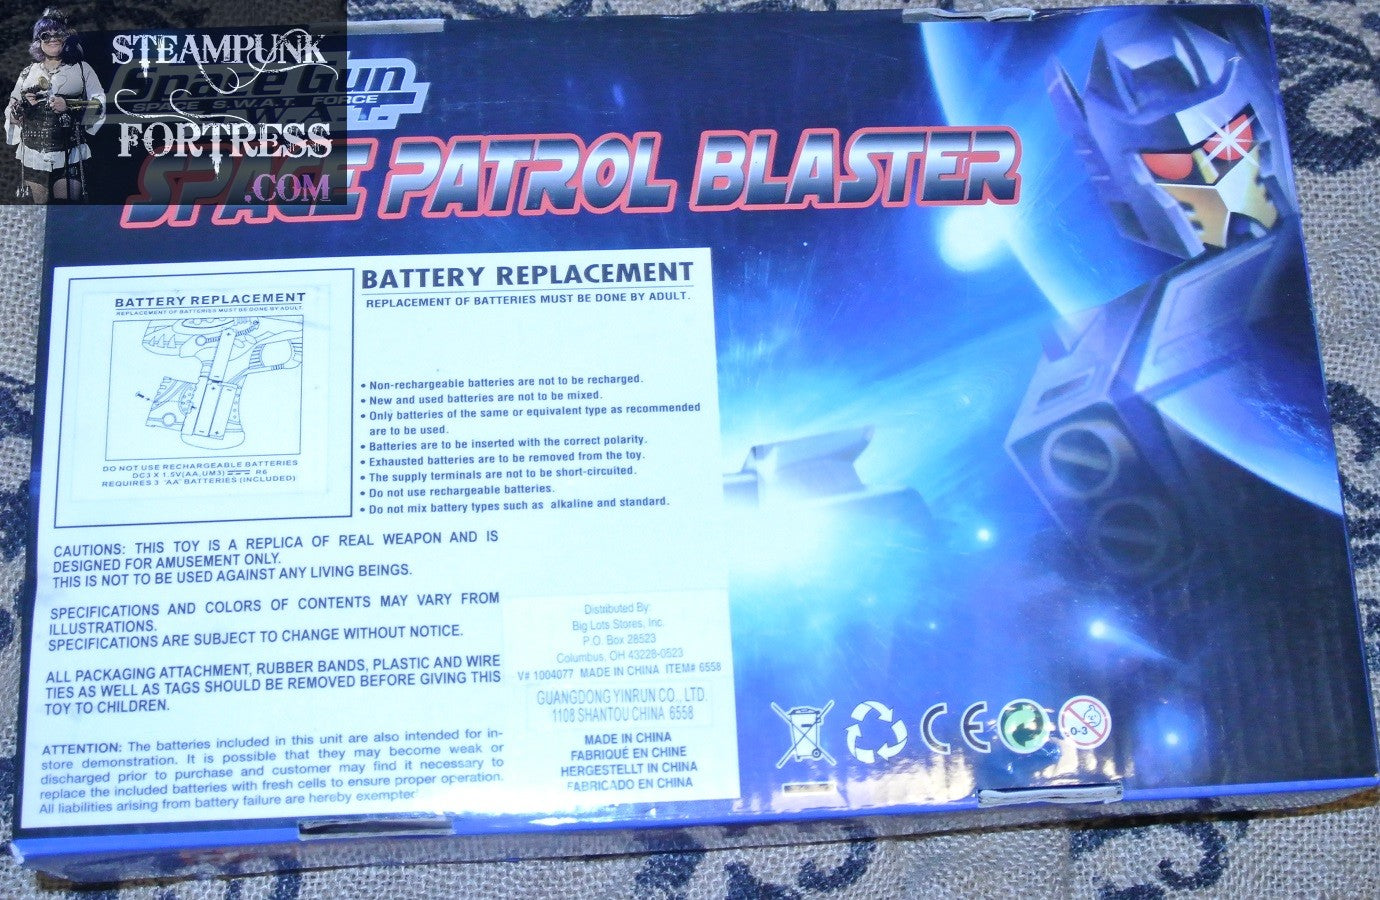 STEAMPUNK
FORTRESS
.COM
Space Gun
SPACE S.W.A.T. FORCE
S.W.A.T.
SPACE PATROL BLASTER
BATTERY REPLACEMENT
REPLACEMENT OF BATTERIES MUST BE DONE BY ADULT.
DO NOT USE RECHARGEABLE BATTERIES
DC3 X 1.5V(AA,UM3) R6
REQUIRES 3 'AA' BATTERIES (INCLUDED)
BATTERY REPLACEMENT
REPLACEMENT OF BATTERIES MUST BE DONE BY ADULT.
• Non-rechargeable batteries are not to be recharged.
• New and used batteries are not to be mixed.
• Only batteries of the same or equivalent type as recommended
are to be used.
• Batteries are to be inserted with the correct polarity.
• Exhausted batteries are to be removed from the toy.
• The supply terminals are not to be short-circuited.
• Do not use rechargeable batteries.
• Do not mix battery types such as alkaline and standard.
CAUTIONS: THIS TOY IS A REPLICA OF REAL WEAPON AND IS
DESIGNED FOR AMUSEMENT ONLY.
THIS IS NOT TO BE USED AGAINST ANY LIVING BEINGS.
SPECIFICATIONS AND COLORS OF CONTENTS MAY VARY FROM
ILLUSTRATIONS.
SPECIFICATIONS ARE SUBJECT TO CHANGE WITHOUT NOTICE.
ALL PACKAGING ATTACHMENT, RUBBER BANDS, PLASTIC AND WIRE
TIES AS WELL AS TAGS SHOULD BE REMOVED BEFORE GIVING THIS
TOY TO CHILDREN.
ATTENTION: The batteries included in this unit are also intended for in-
store demonstration. It is possible that they may become weak or
discharged prior to purchase and customer may find it necessary to
replace the included batteries with fresh cells to ensure proper operation.
All liabilities arising from battery failure are hereby exempter
Distributed By:
Big Lots Stores, Inc.
P.O. Box 28523
Columbus, OH 43228-0523
V# 1004077 MADE IN CHINA ITEM# 6558
GUANGDONG YINRUN CO., LTD.
1108 SHANTOU CHINA 6558
MADE IN CHINA
FABRIQUÉ EN CHINE
HERGESTELLT IN CHINA
FABRICADO EN CHINA
CE
0-3